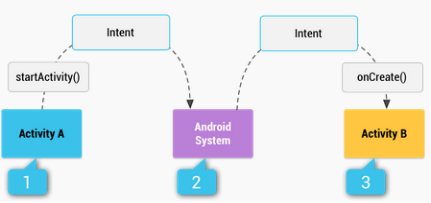 Intent
Intent
startActivity()
onCreate()
Activity A
Android
System
Activity B
1
2
3